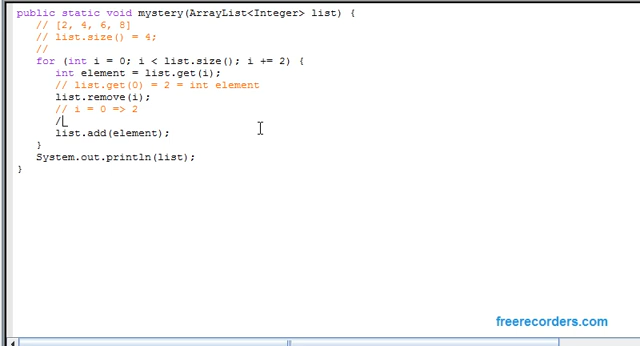 public static void mystery(ArrayList<Integer> list) {
// [2, 4, 6, 8]
// list.size() = 4;
//
for (int i = 0; i < list.size(); i += 2) {
int element = list.get(i);
// list.get(0) = 2 = int element
list.remove(i);
// i = 0 => 2
/
list.add(element);
}
System.out.println(list);
}
freerecorders.com